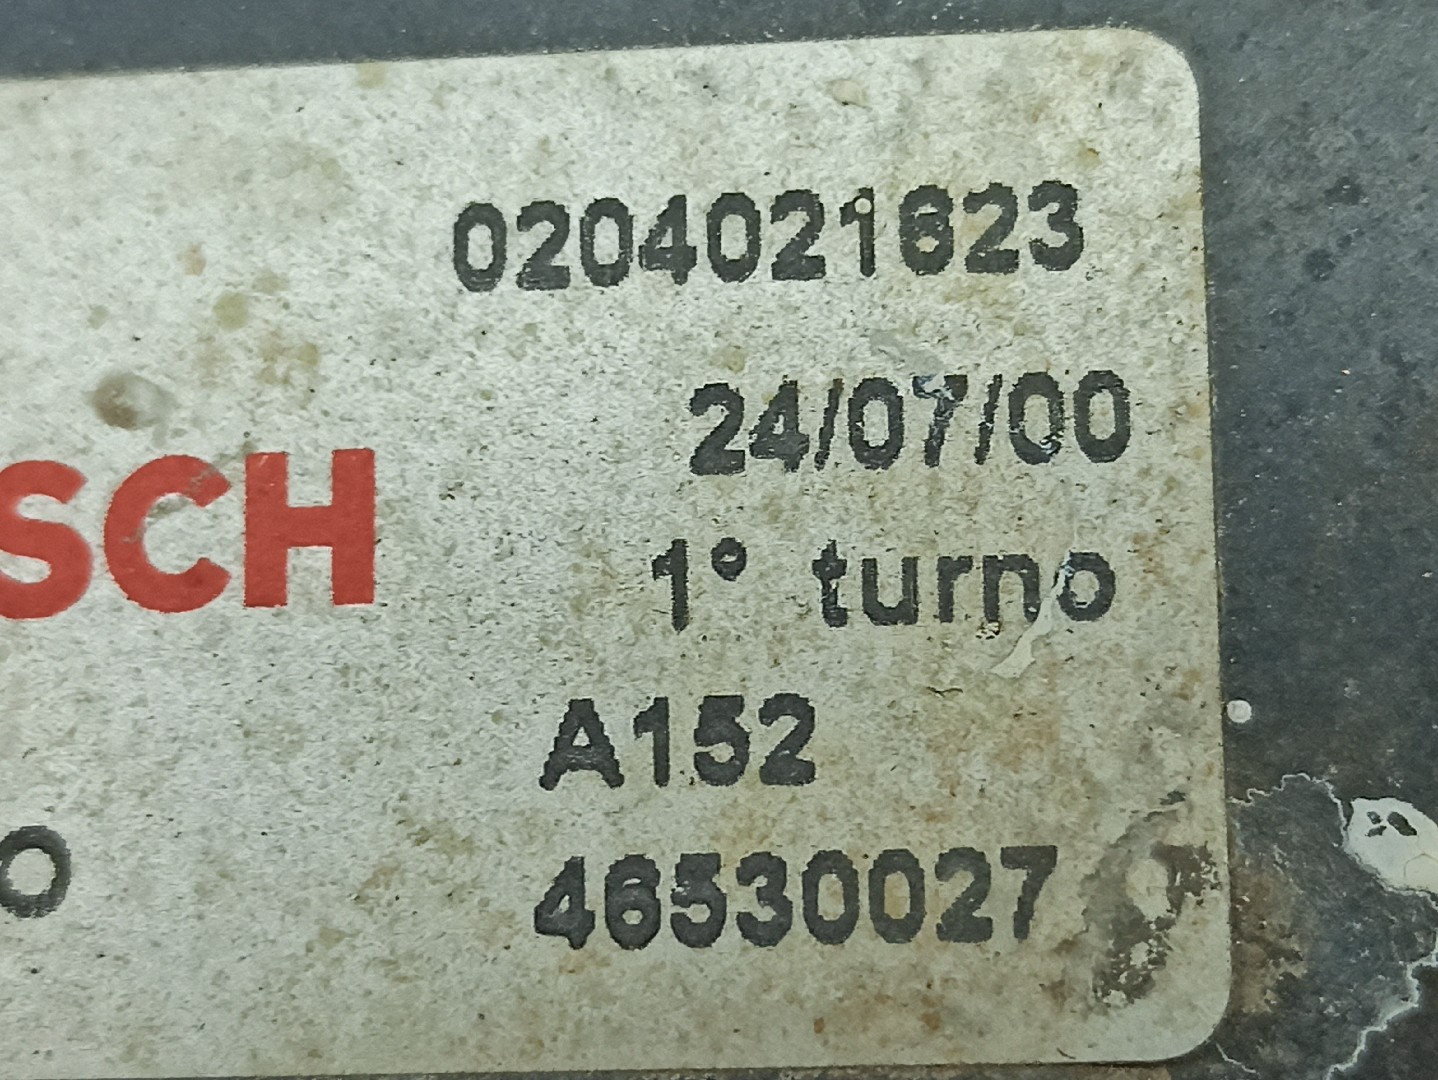 0204021623
24/07/00
SCH
1° turno
A152
o
46530027